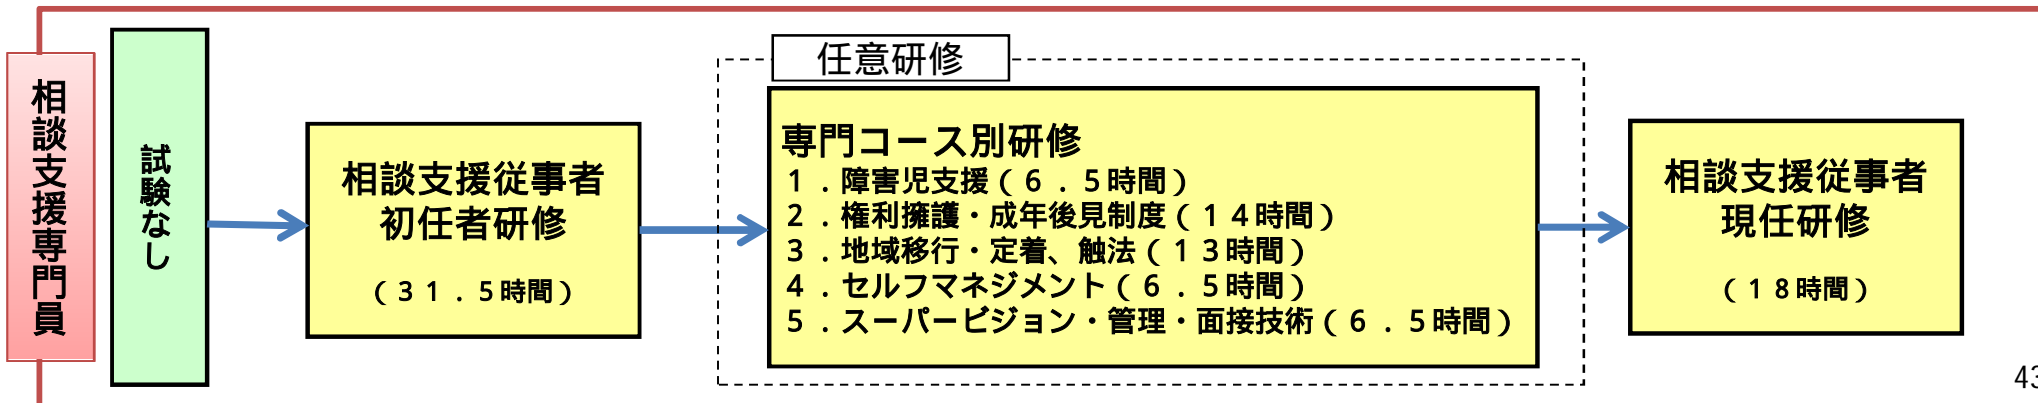 相談支援専門員
試験なし
相談支援従事者
初任者研修
（３１．５時間）
任意研修
専門コース別研修
１．障害児支援（６．５時間）
２．権利擁護・成年後見制度（１４時間）
３．地域移行・定着、触法（１３時間）
４．セルフマネジメント（６．５時間）
５．スーパービジョン・管理・面接技術（６．５時間）
相談支援従事者
現任研修
（１８時間）
43